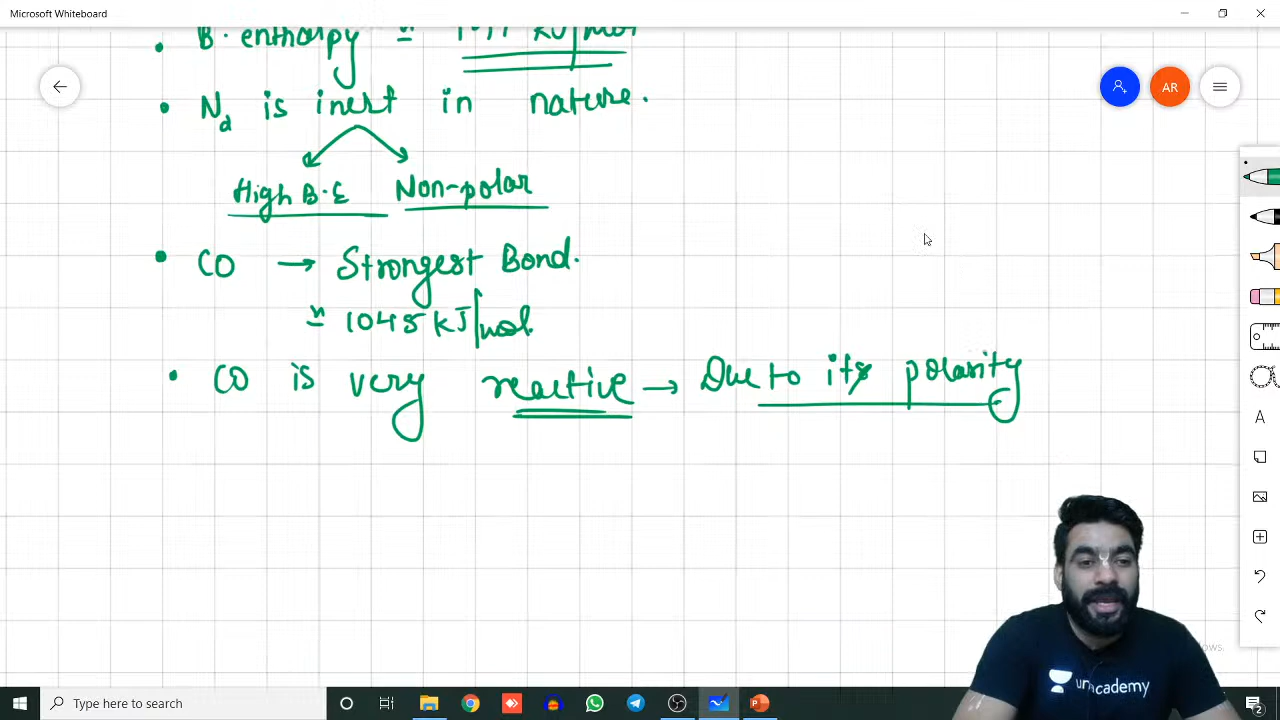 Microsoft Whiteboard
AR
• B.enthalpy ≃
• N2 is inert in nature.
High B.E Non-polar
• CO → Strongest Bond.
≃ 1045 kJ/mol.
• CO is very reactive → Due to its polarity
unacademy
Type here to search